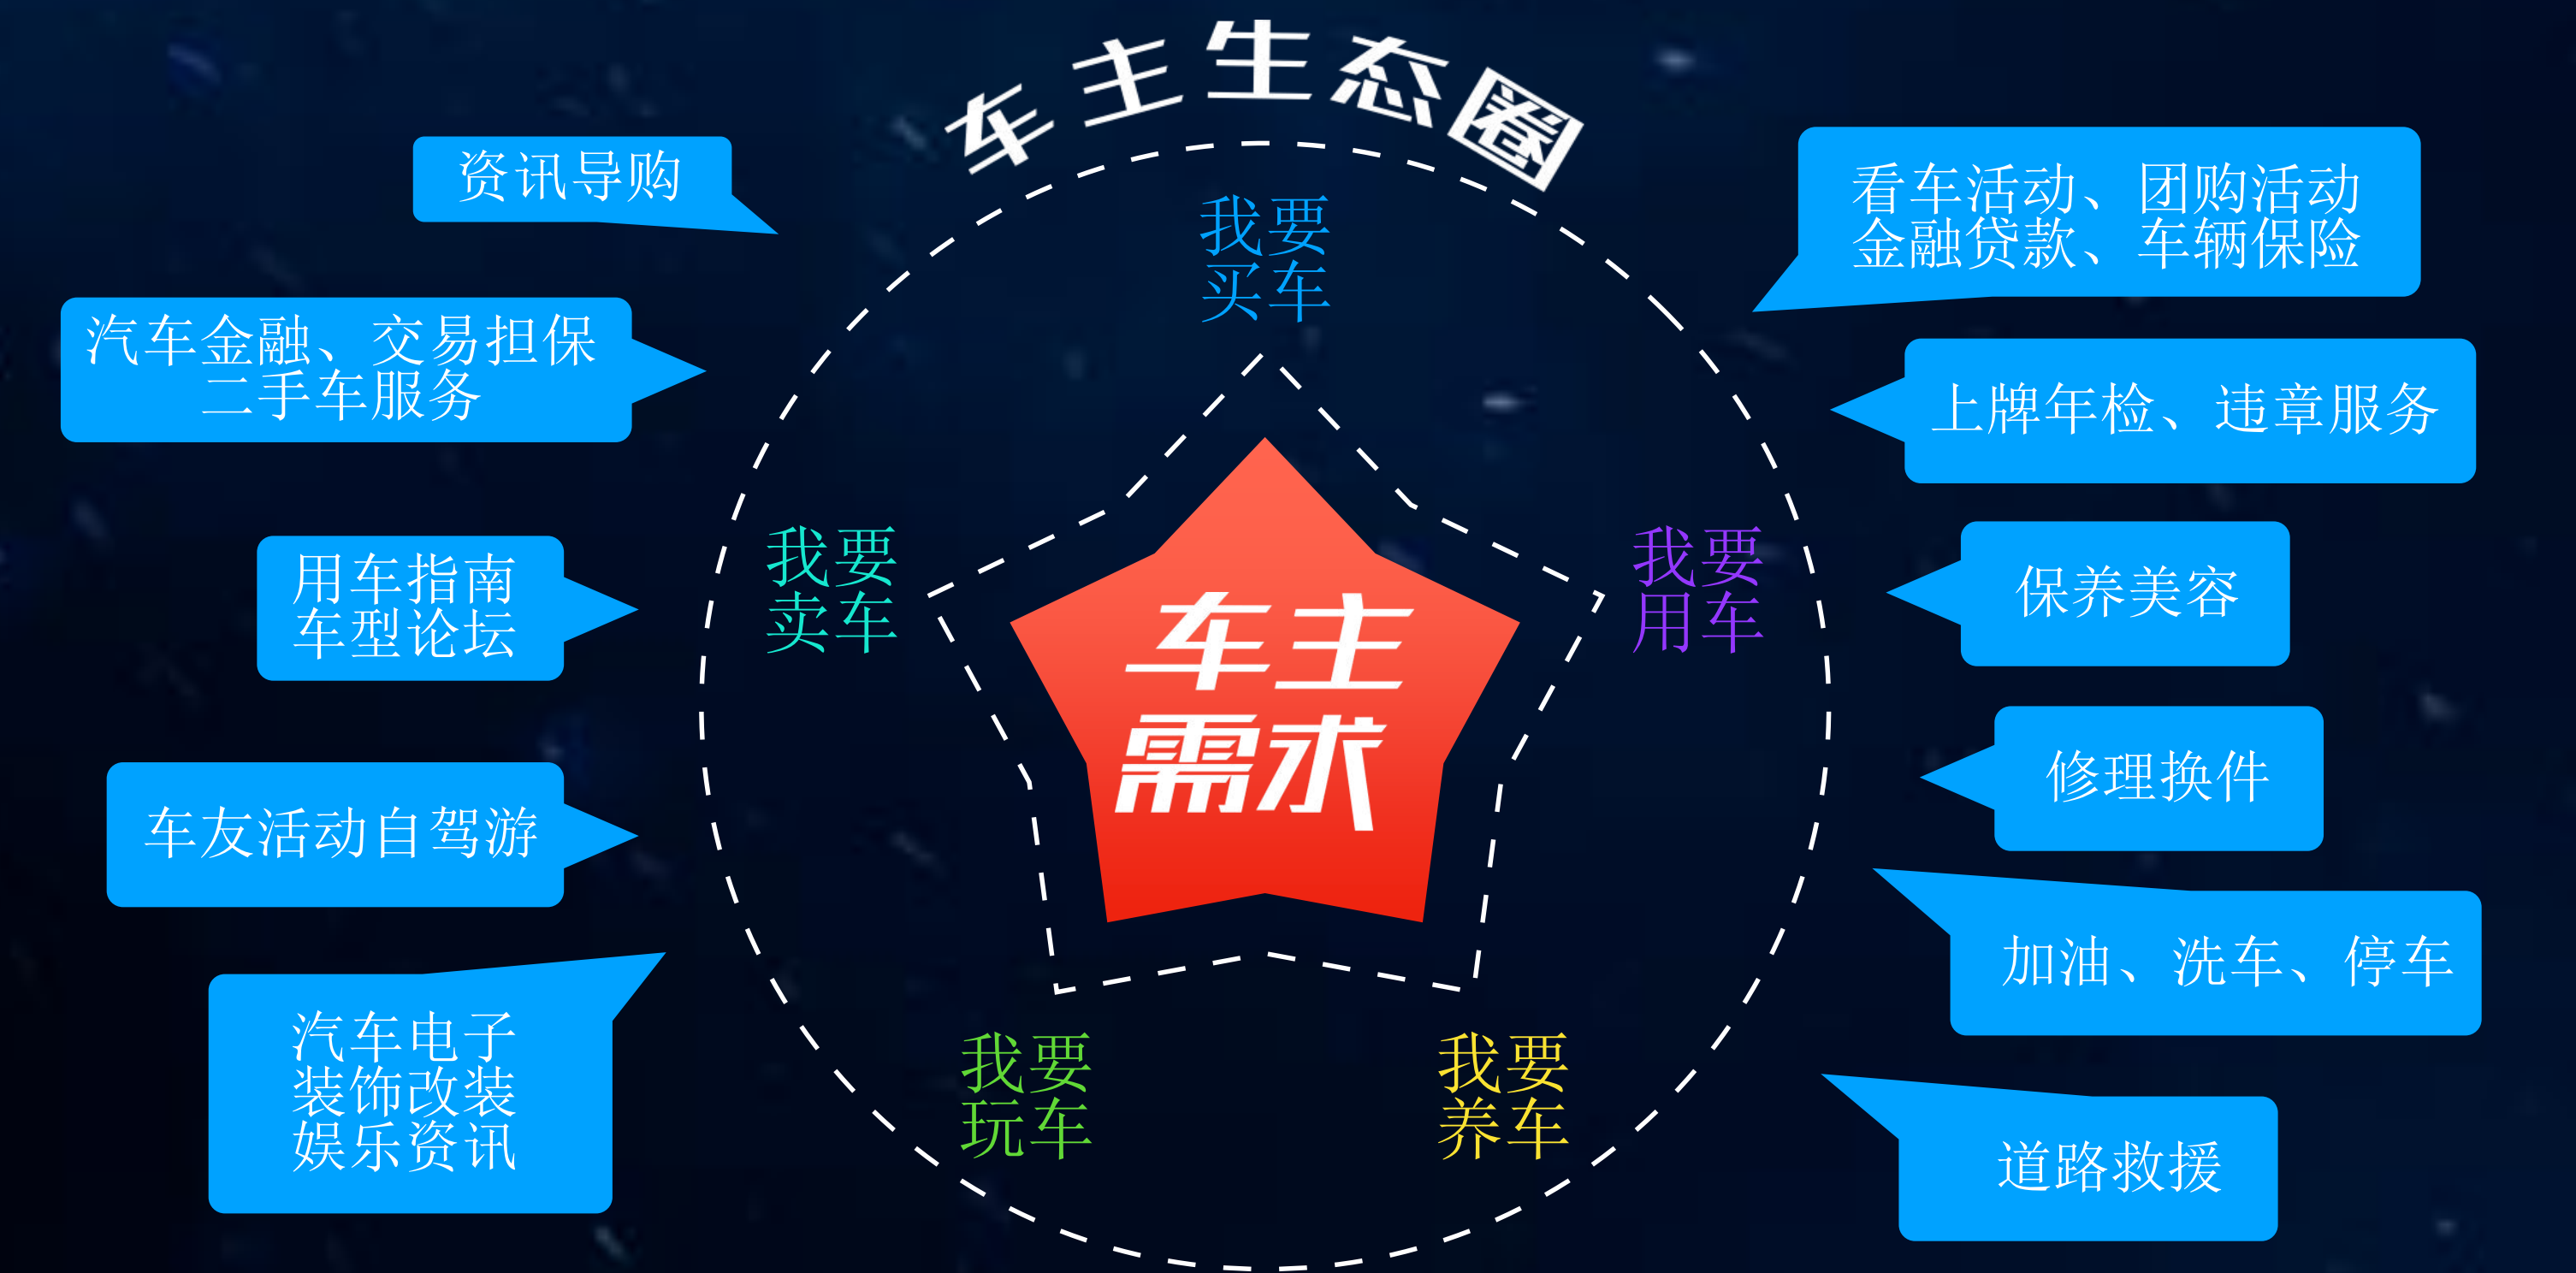 车主生态圈
资讯导购
汽车金融、交易担保
二手车服务
用车指南
车型论坛
车友活动自驾游
汽车电子
装饰改装
娱乐资讯
我要
买车
我要
卖车
我要
用车
车主
需求
我要
玩车
我要
养车
看车活动、团购活动
金融贷款、车辆保险
上牌年检、违章服务
保养美容
修理换件
加油、洗车、停车
道路救援